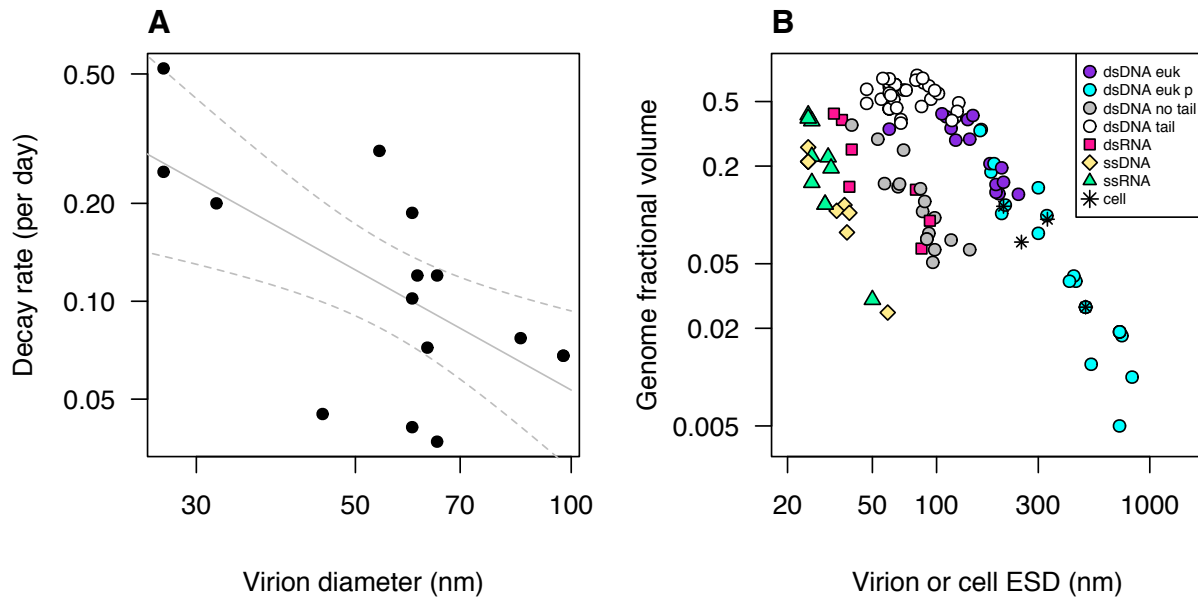 A
B
0.50
0.20
0.10
0.05
Decay rate (per day)
30
50
70
100
Virion diameter (nm)
0.5
0.2
0.05
0.02
0.005
Genome fractional volume
20
50
100
300
1000
Virion or cell ESD (nm)
dsDNA euk
dsDNA euk p
dsDNA no tail
dsDNA tail
dsRNA
ssDNA
ssRNA
cell